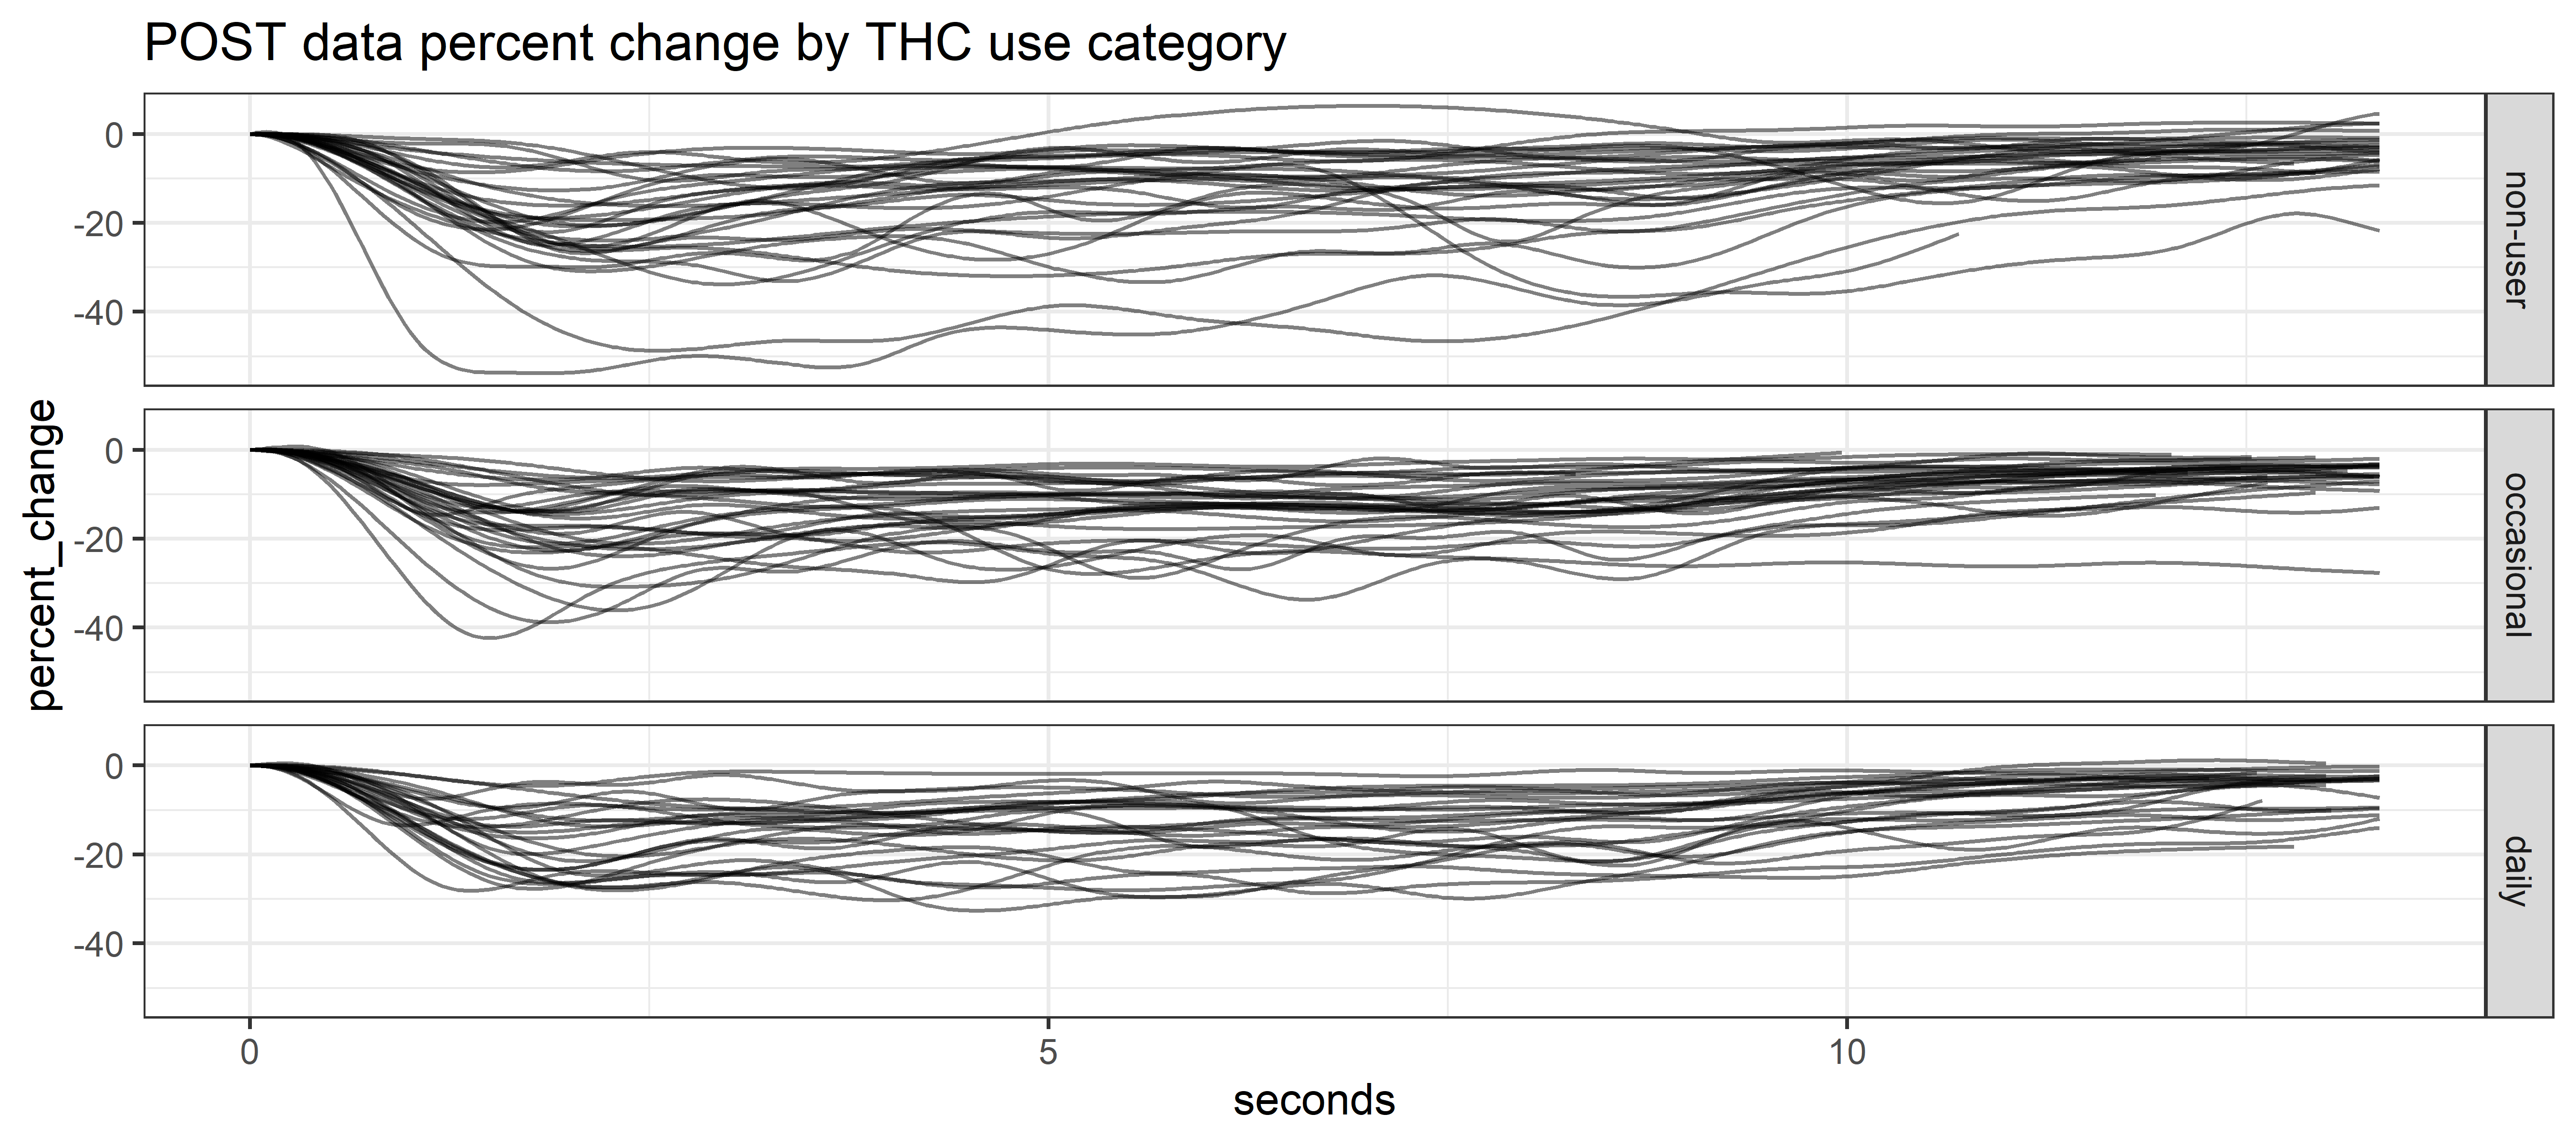 POST data percent change by THC use category
percent_change
0
-20
-40
non-user
0
-20
-40
occasional
0
-20
-40
daily
0 5 10
seconds